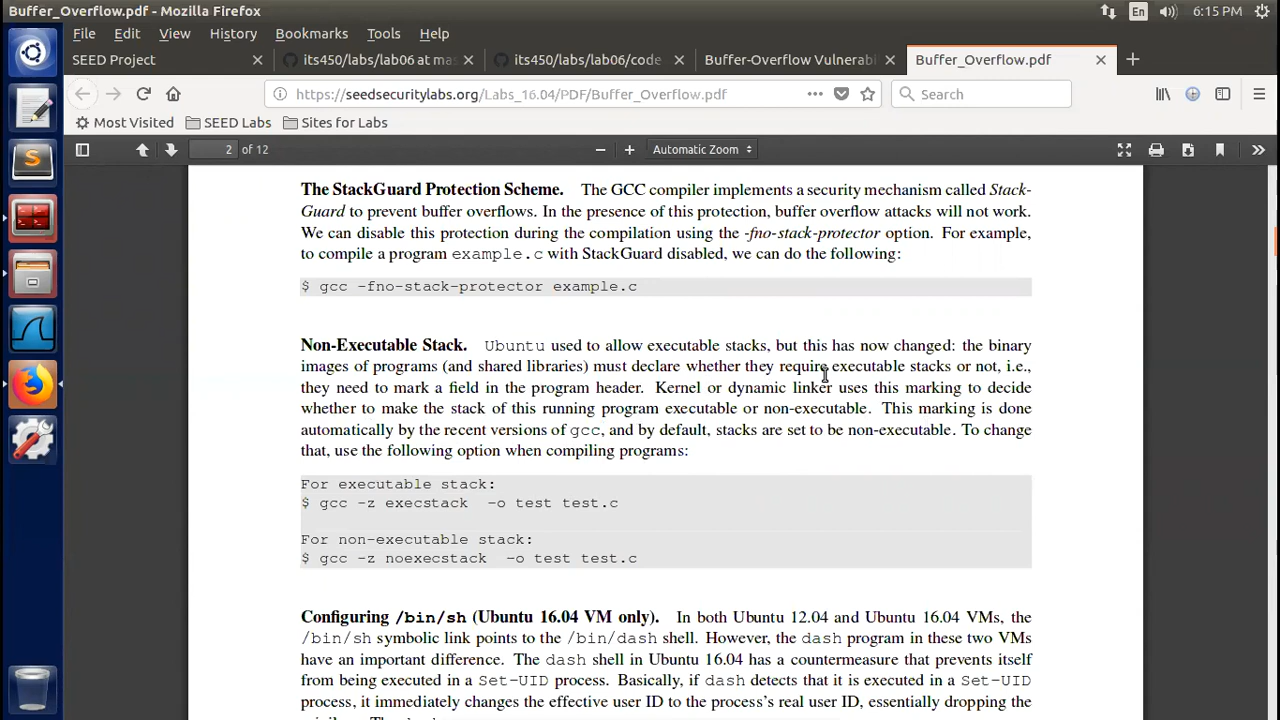 Buffer_Overflow.pdf - Mozilla Firefox
En
6:15 PM
File Edit View History Bookmarks Tools Help
SEED Project
its450/labs/lab06 at mas
its450/labs/lab06/code
Buffer-Overflow Vulnerabi
Buffer_Overflow.pdf
https://seedsecuritylabs.org/Labs_16.04/PDF/Buffer_Overflow.pdf
Search
Most Visited
SEED Labs
Sites for Labs
2 of 12
Automatic Zoom
The StackGuard Protection Scheme. The GCC compiler implements a security mechanism called Stack-
Guard to prevent buffer overflows. In the presence of this protection, buffer overflow attacks will not work.
We can disable this protection during the compilation using the -fno-stack-protector option. For example,
to compile a program example.c with StackGuard disabled, we can do the following:
$ gcc -fno-stack-protector example.c
Non-Executable Stack. Ubuntu used to allow executable stacks, but this has now changed: the binary
images of programs (and shared libraries) must declare whether they require executable stacks or not, i.e.,
they need to mark a field in the program header. Kernel or dynamic linker uses this marking to decide
whether to make the stack of this running program executable or non-executable. This marking is done
automatically by the recent versions of gcc, and by default, stacks are set to be non-executable. To change
that, use the following option when compiling programs:
For executable stack:
$ gcc -z execstack -o test test.c
For non-executable stack:
$ gcc -z noexecstack -o test test.c
Configuring /bin/sh (Ubuntu 16.04 VM only). In both Ubuntu 12.04 and Ubuntu 16.04 VMs, the
/bin/sh symbolic link points to the /bin/dash shell. However, the dash program in these two VMs
have an important difference. The dash shell in Ubuntu 16.04 has a countermeasure that prevents itself
from being executed in a Set-UID process. Basically, if dash detects that it is executed in a Set-UID
process, it immediately changes the effective user ID to the process's real user ID, essentially dropping the